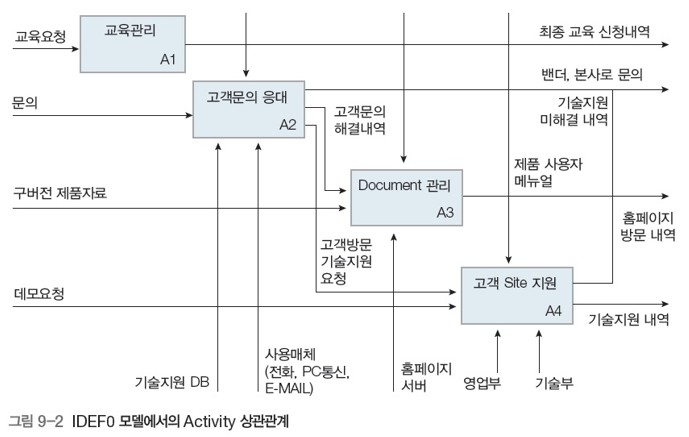 교육요청
교육관리
A1
최종 교육 신청내역
밴더, 본사로 문의
문의
고객문의 응대
A2
고객문의
해결내역
기술지원
미해결 내역
구버전 제품자료
Document 관리
A3
제품 사용자
메뉴얼
홈페이지
방문 내역
고객방문
기술지원
요청
데모요청
고객 Site 지원
A4
기술지원 내역
기술지원 DB
사용매체
(전화, PC통신,
E-MAIL)
홈페이지
서버
영업부
기술부
그림 9-2 IDEF0 모델에서의 Activity 상관관계